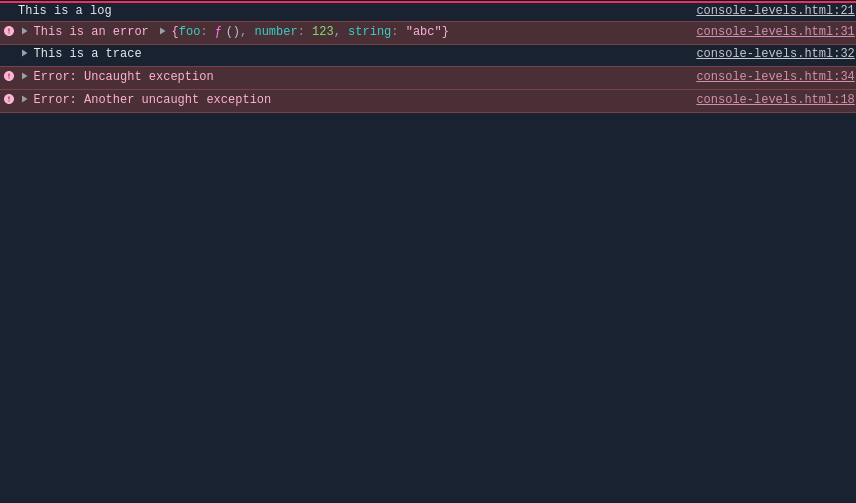 This is a log console-levels.html:21
This is an error {foo: ƒ (), number: 123, string: "abc"} console-levels.html:31
This is a trace console-levels.html:32
Error: Uncaught exception console-levels.html:34
Error: Another uncaught exception console-levels.html:18